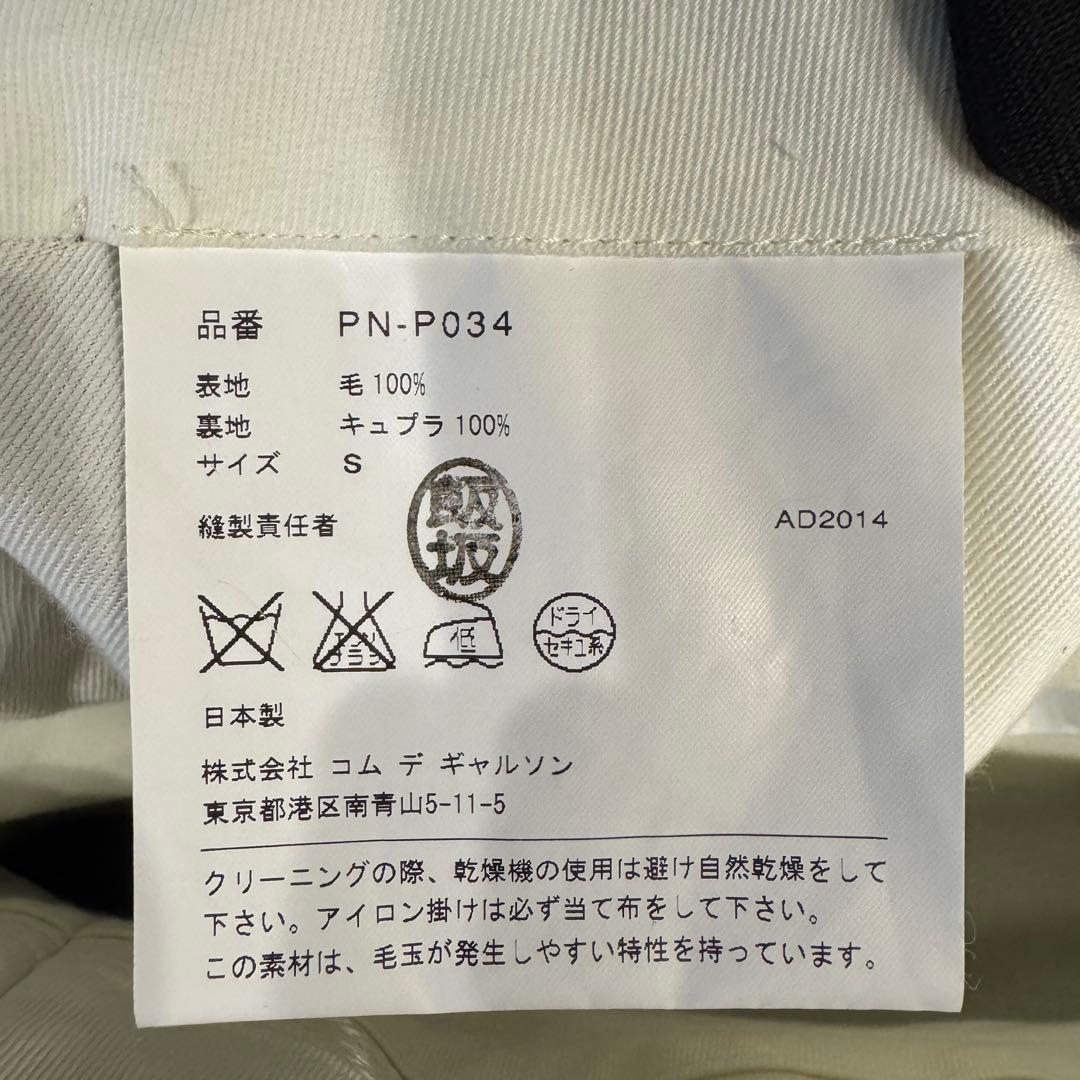 品番 PN-P034
表地 毛 100%
裏地 キュプラ 100%
サイズ S
縫製責任者 飯坂
AD2014
エンソ
サラシ
低
ドライ
セキユ系
日本製
株式会社 コム デ ギャルソン
東京都港区南青山5-11-5
クリーニングの際、乾燥機の使用は避け自然乾燥をして
下さい。アイロン掛けは必ず当て布をして下さい。
この素材は、毛玉が発生しやすい特性を持っています。